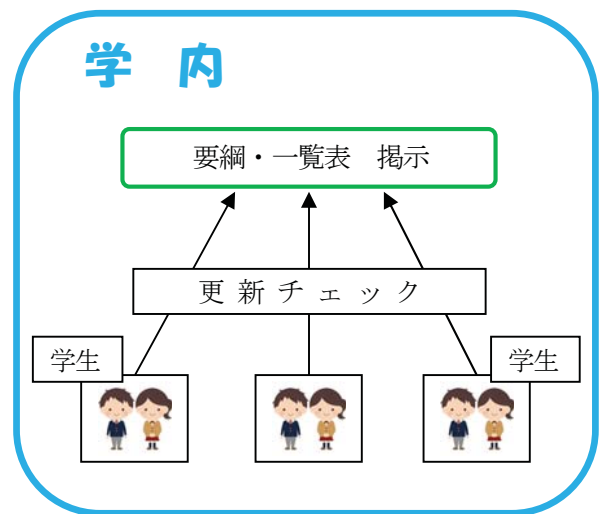 学 内
要綱・一覧表 掲示
更 新 チ ェ ッ ク
学生
学生